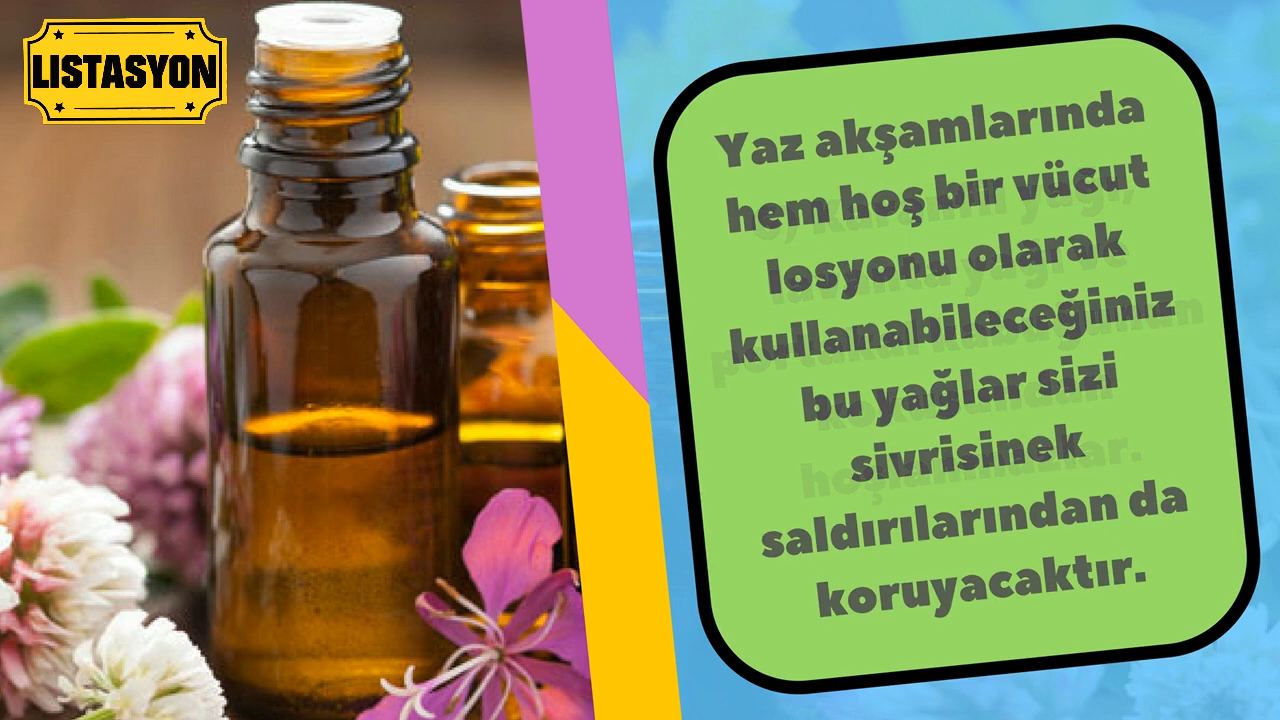 LISTASYON
Yaz akşamlarında
hem hoş bir vücut
losyonu olarak
kullanabileceğiniz
bu yağlar sizi
sivrisinek
saldırılarından da
koruyacaktır.